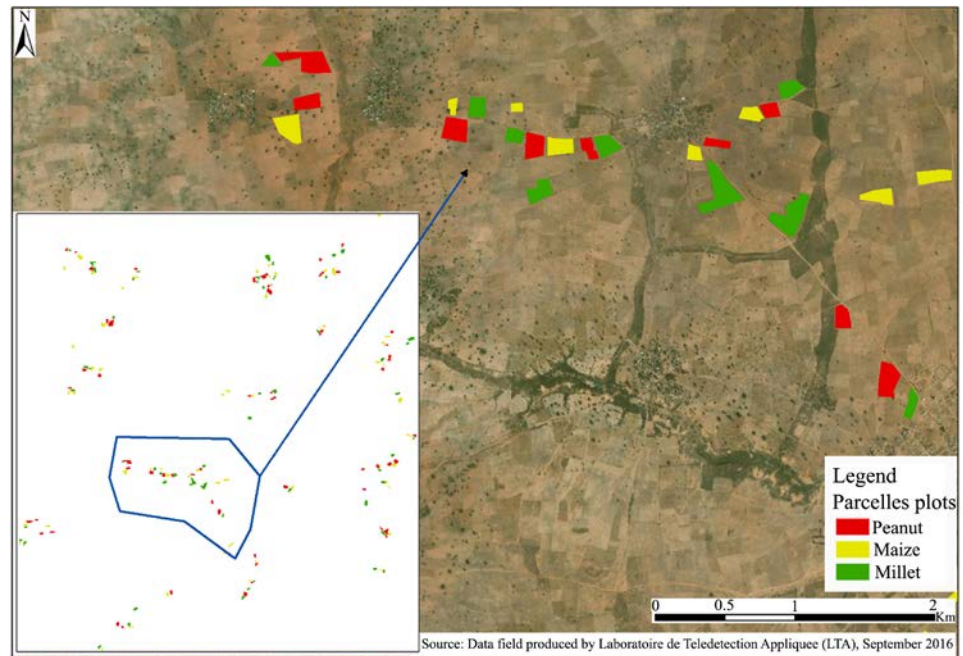 N
Legend
Parcelles plots
Peanut
Maize
Millet
0 0.5 1 2
Km
Source: Data field produced by Laboratoire de Teledetection Appliquee (LTA), September 2016